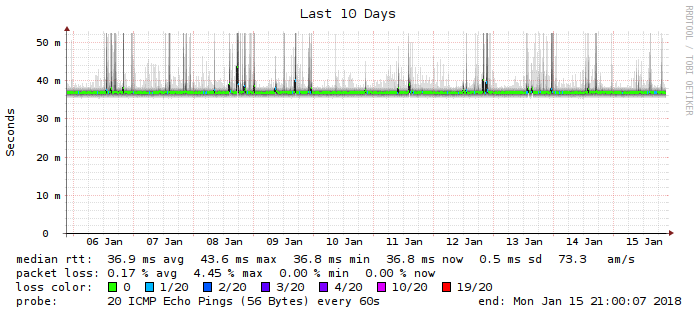 Last 10 Days
RRDTOOL / TOBI OETIKER
50 m
40 m
30 m
20 m
10 m
0
Seconds
06 Jan 07 Jan 08 Jan 09 Jan 10 Jan 11 Jan 12 Jan 13 Jan 14 Jan 15 Jan
median rtt: 36.9 ms avg 43.6 ms max 36.8 ms min 36.8 ms now 0.5 ms sd 73.3 am/s
packet loss: 0.17 % avg 4.45 % max 0.00 % min 0.00 % now
loss color: 0 1/20 2/20 3/20 4/20 10/20 19/20
probe: 20 ICMP Echo Pings (56 Bytes) every 60s end: Mon Jan 15 21:00:07 2018